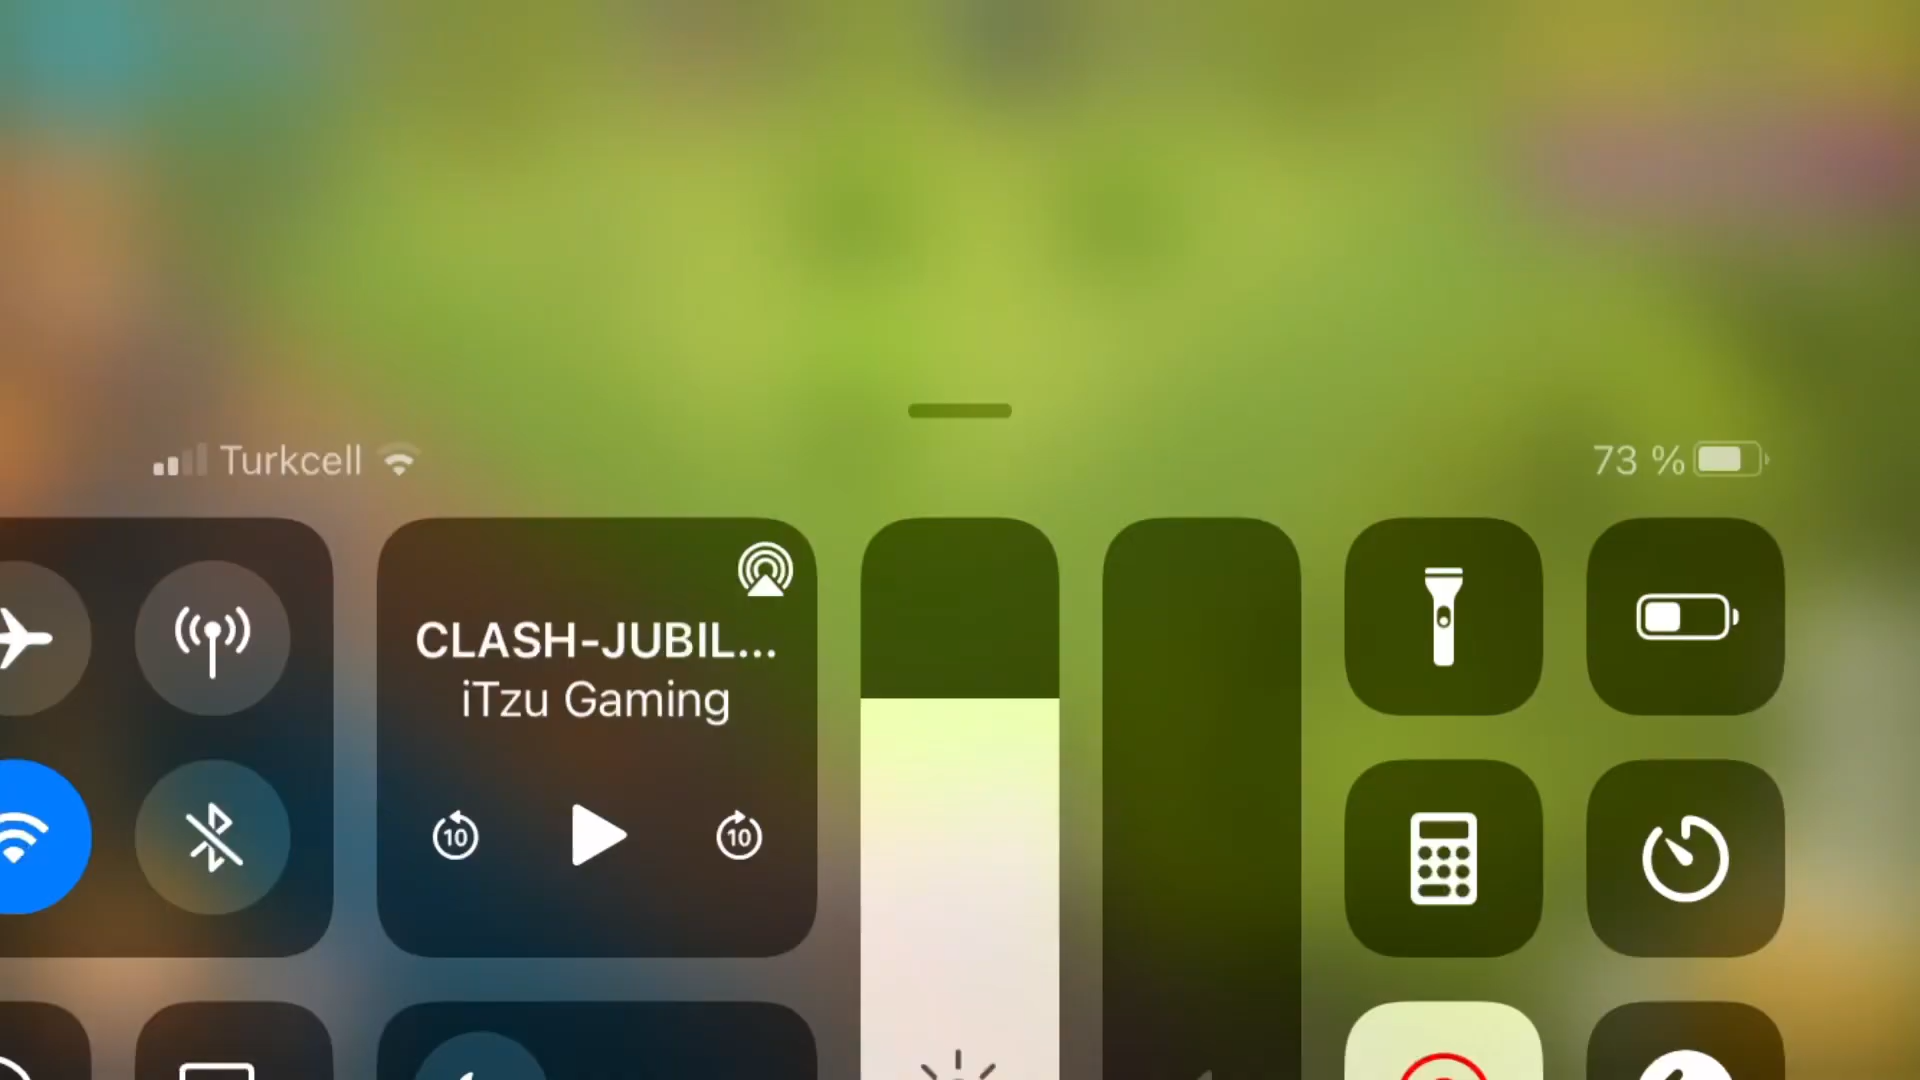 Turkcell
73 %
CLASH-JUBIL...
iTzu Gaming
10
10